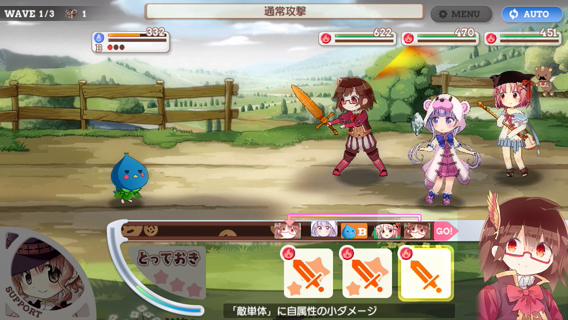 WAVE 1/3 1
通常攻撃
MENU
AUTO
332
B
622
470
451
B
GO!
とっておき
SUPPORT
「敵単体」に自属性の小ダメージ